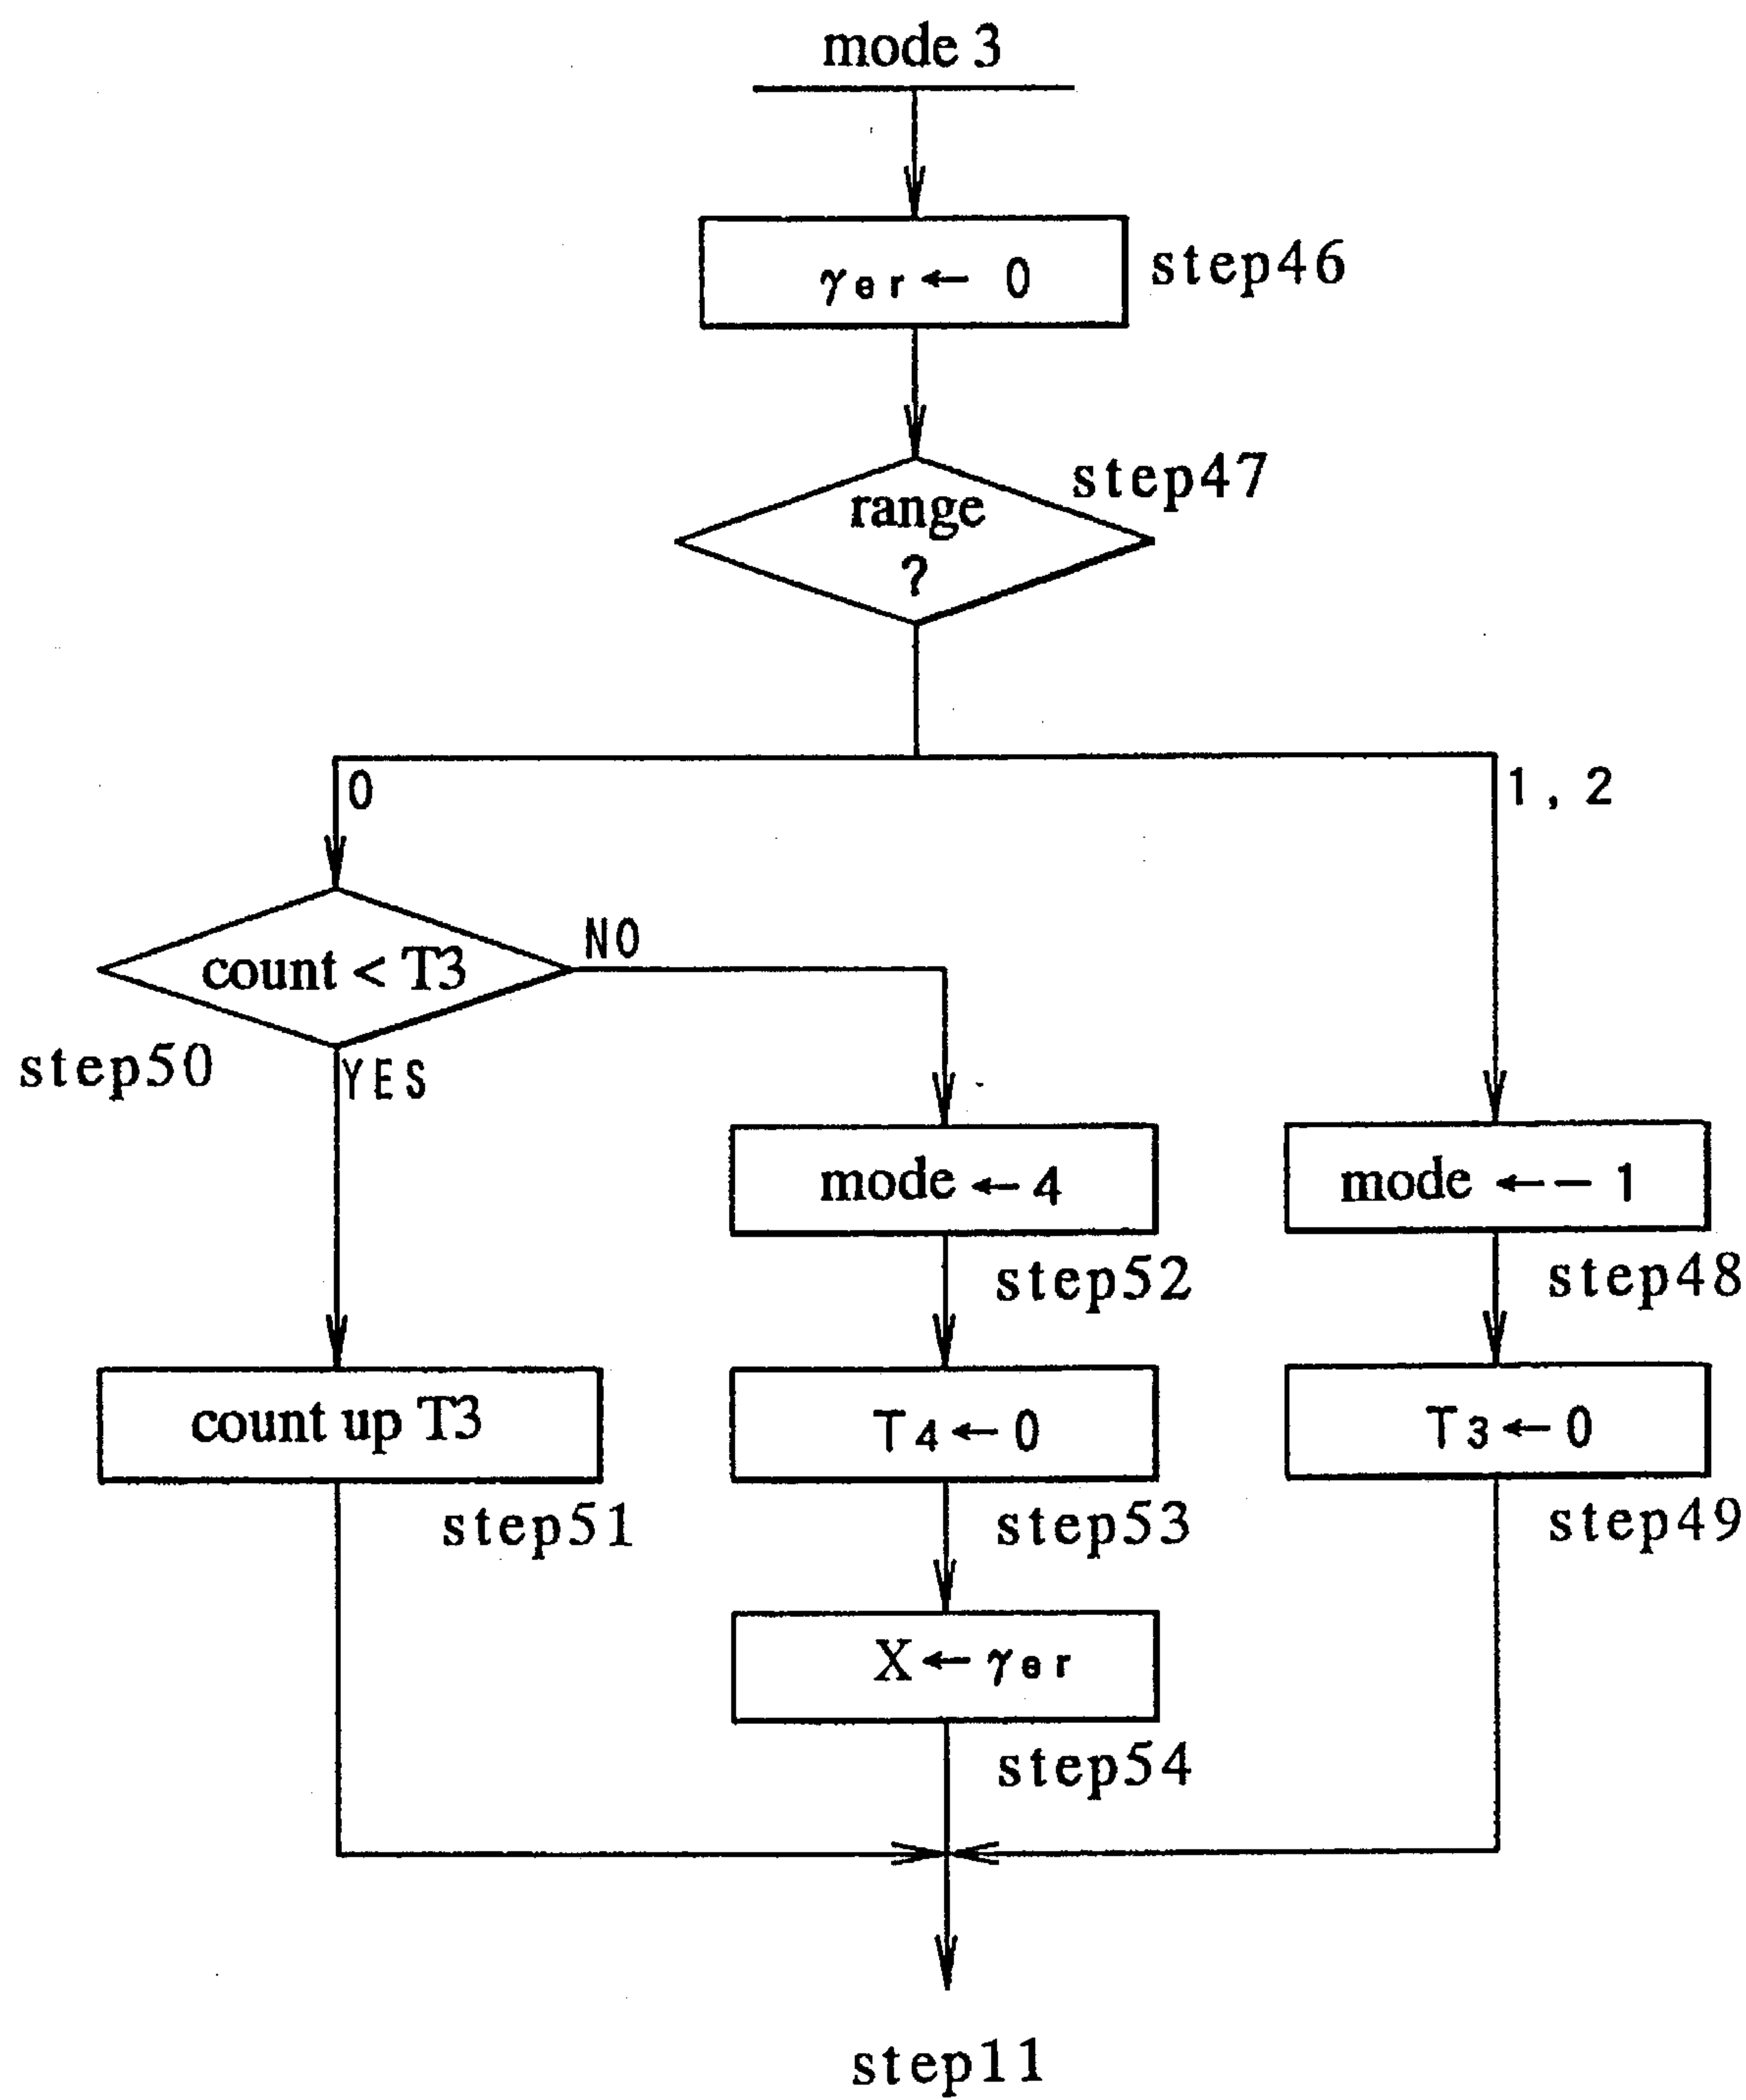 mode 3
γer ← 0
step46
step47
range
?
0
1, 2
count < T3
NO
step50
YES
mode ← 4
mode ← − 1
step52
step48
count up T3
T4 ← 0
T3 ← 0
step51
step53
step49
X ← γer
step54
step11